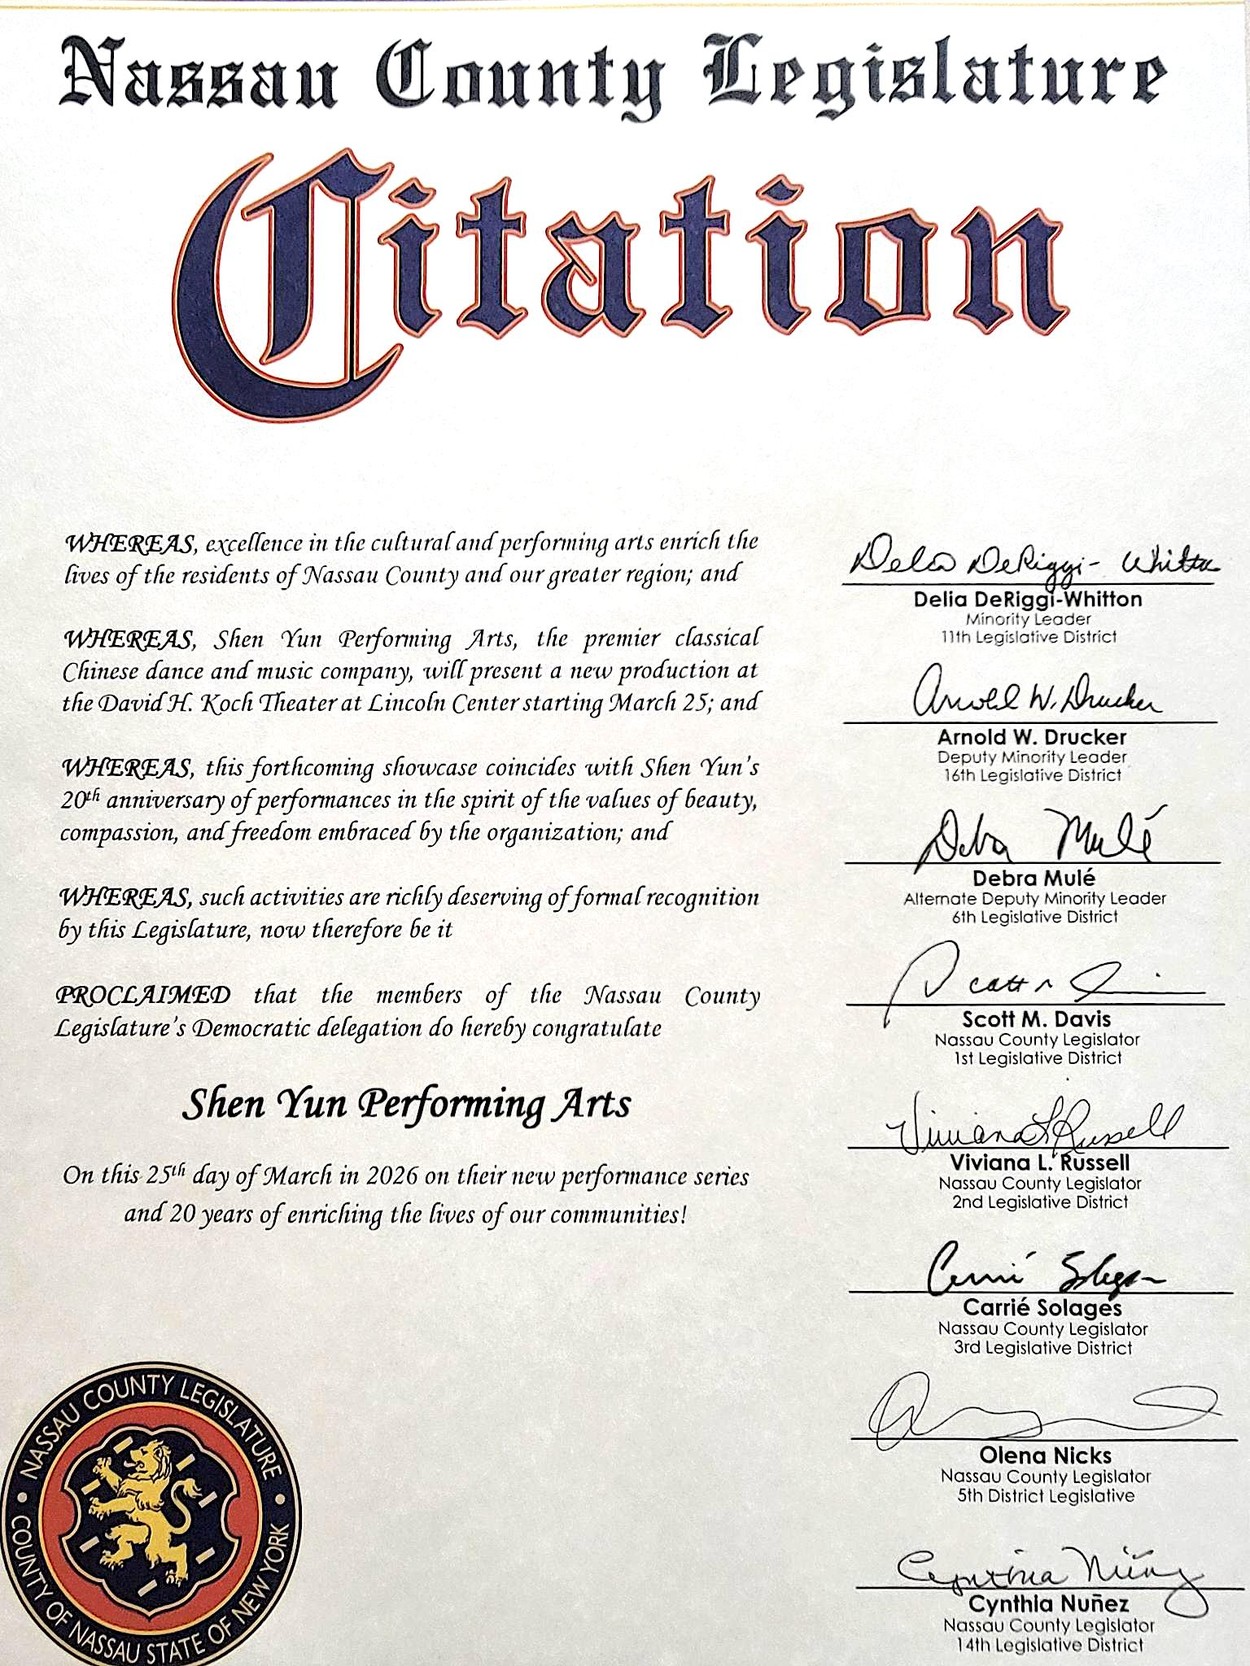 Nassau County Legislature
Citation
WHEREAS, excellence in the cultural and performing arts enrich the
lives of the residents of Nassau County and our greater region; and
WHEREAS, Shen Yun Performing Arts, the premier classical
Chinese dance and music company, will present a new production at
the David H. Koch Theater at Lincoln Center starting March 25; and
WHEREAS, this forthcoming showcase coincides with Shen Yun's
20th anniversary of performances in the spirit of the values of beauty,
compassion, and freedom embraced by the organization; and
WHEREAS, such activities are richly deserving of formal recognition
by this Legislature, now therefore be it
PROCLAIMED that the members of the Nassau County
Legislature's Democratic delegation do hereby congratulate
Shen Yun Performing Arts
On this 25th day of March in 2026 on their new performance series
and 20 years of enriching the lives of our communities!
NASSAU COUNTY LEGISLATURE
COUNTY OF NASSAU STATE OF NEW YORK
Delia DeRiggi-Whitton
Delia DeRiggi-Whitton
Minority Leader
11th Legislative District
Arnold W. Drucker
Arnold W. Drucker
Deputy Minority Leader
16th Legislative District
Debra Mulé
Debra Mulé
Alternate Deputy Minority Leader
6th Legislative District
Scott M. Davis
Nassau County Legislator
1st Legislative District
Viviana L Russell
Viviana L. Russell
Nassau County Legislator
2nd Legislative District
Carrié Solages
Carrié Solages
Nassau County Legislator
3rd Legislative District
Olena Nicks
Nassau County Legislator
5th District Legislative
Cynthia Nuñez
Cynthia Nuñez
Nassau County Legislator
14th Legislative District